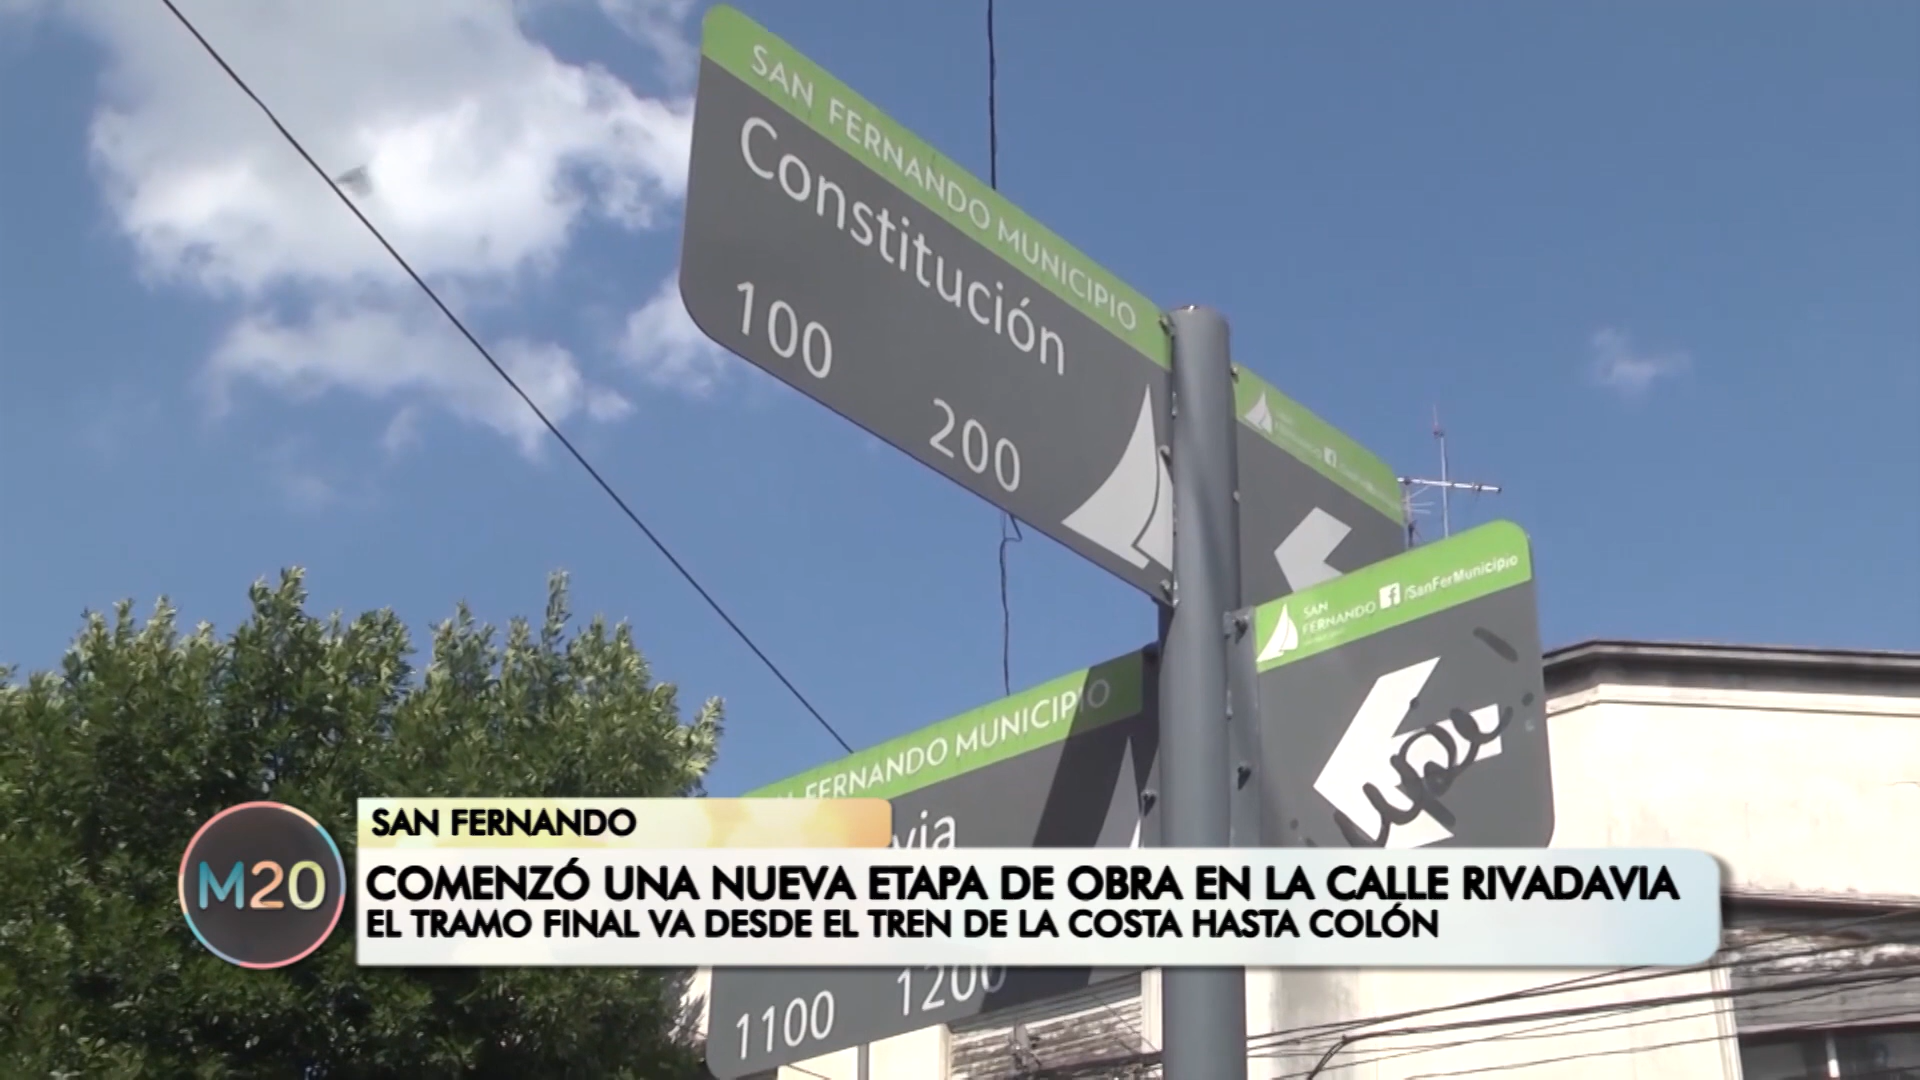 SAN FERNANDO MUNICIPIO
Constitución
100 200
SAN FERNANDO /SanFerMunicipio
FERNANDO MUNICIPIO
via
1100 1200
upe
M20
SAN FERNANDO
COMENZÓ UNA NUEVA ETAPA DE OBRA EN LA CALLE RIVADAVIA
EL TRAMO FINAL VA DESDE EL TREN DE LA COSTA HASTA COLÓN